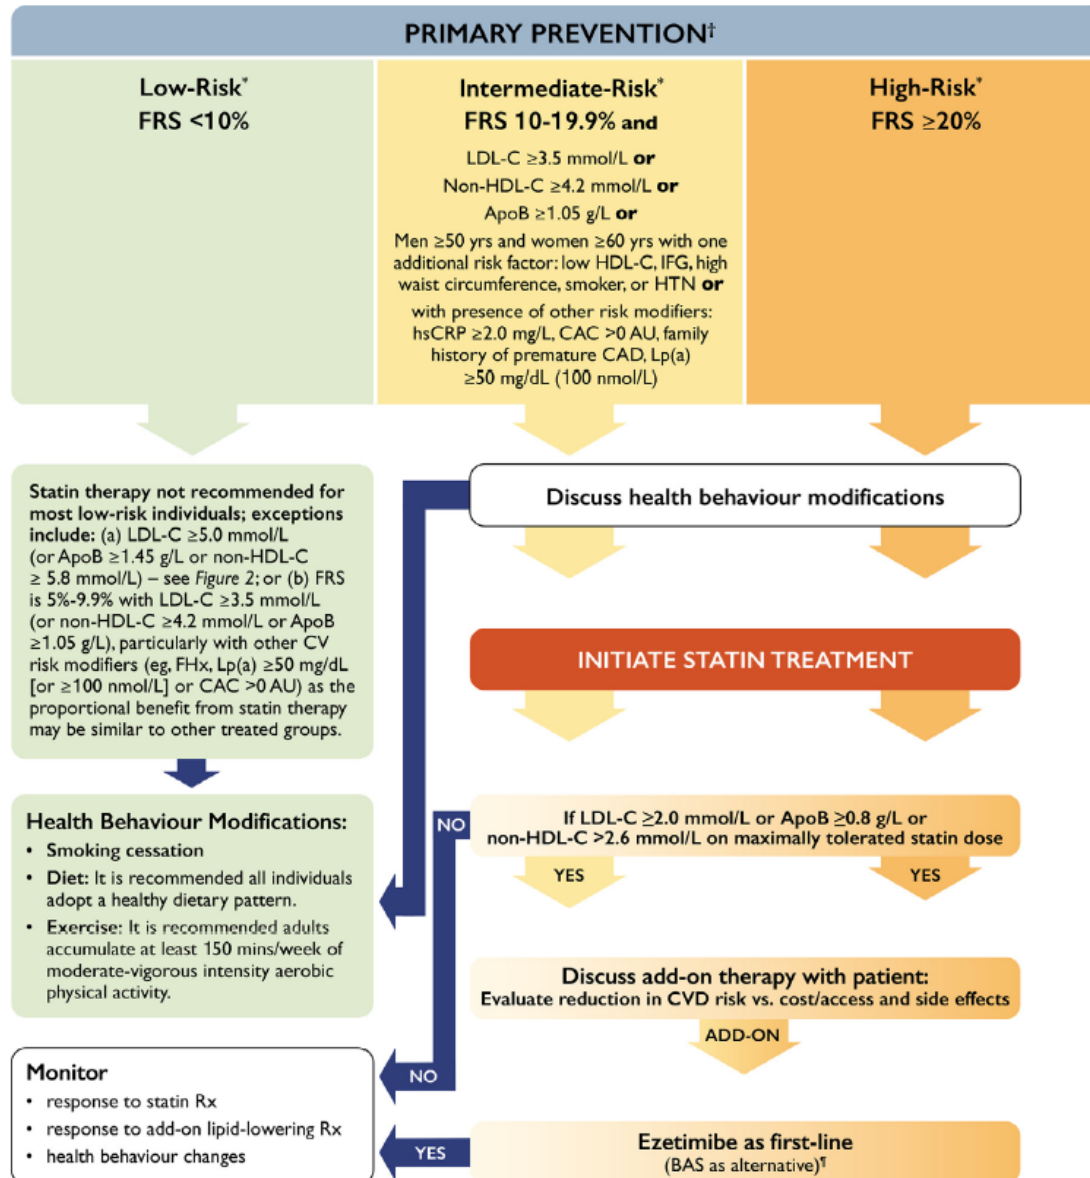 PRIMARY PREVENTION†
Low-Risk*
FRS <10%
Intermediate-Risk*
FRS 10-19.9% and
LDL-C ≥3.5 mmol/L or
Non-HDL-C ≥4.2 mmol/L or
ApoB ≥1.05 g/L or
Men ≥50 yrs and women ≥60 yrs with one
additional risk factor: low HDL-C, IFG, high
waist circumference, smoker, or HTN or
with presence of other risk modifiers:
hsCRP ≥2.0 mg/L, CAC >0 AU, family
history of premature CAD, Lp(a)
≥50 mg/dL (100 nmol/L)
High-Risk*
FRS ≥20%
Statin therapy not recommended for
most low-risk individuals; exceptions
include: (a) LDL-C ≥5.0 mmol/L
(or ApoB ≥1.45 g/L or non-HDL-C
≥ 5.8 mmol/L) – see Figure 2; or (b) FRS
is 5%-9.9% with LDL-C ≥3.5 mmol/L
(or non-HDL-C ≥4.2 mmol/L or ApoB
≥1.05 g/L), particularly with other CV
risk modifiers (eg, FHx, Lp(a) ≥50 mg/dL
[or ≥100 nmol/L] or CAC >0 AU) as the
proportional benefit from statin therapy
may be similar to other treated groups.
Discuss health behaviour modifications
INITIATE STATIN TREATMENT
Health Behaviour Modifications:
• Smoking cessation
• Diet: It is recommended all individuals
adopt a healthy dietary pattern.
• Exercise: It is recommended adults
accumulate at least 150 mins/week of
moderate-vigorous intensity aerobic
physical activity.
NO
If LDL-C ≥2.0 mmol/L or ApoB ≥0.8 g/L or
non-HDL-C >2.6 mmol/L on maximally tolerated statin dose
YES
YES
Discuss add-on therapy with patient:
Evaluate reduction in CVD risk vs. cost/access and side effects
ADD-ON
NO
Monitor
• response to statin Rx
• response to add-on lipid-lowering Rx
• health behaviour changes
YES
Ezetimibe as first-line
(BAS as alternative)¶